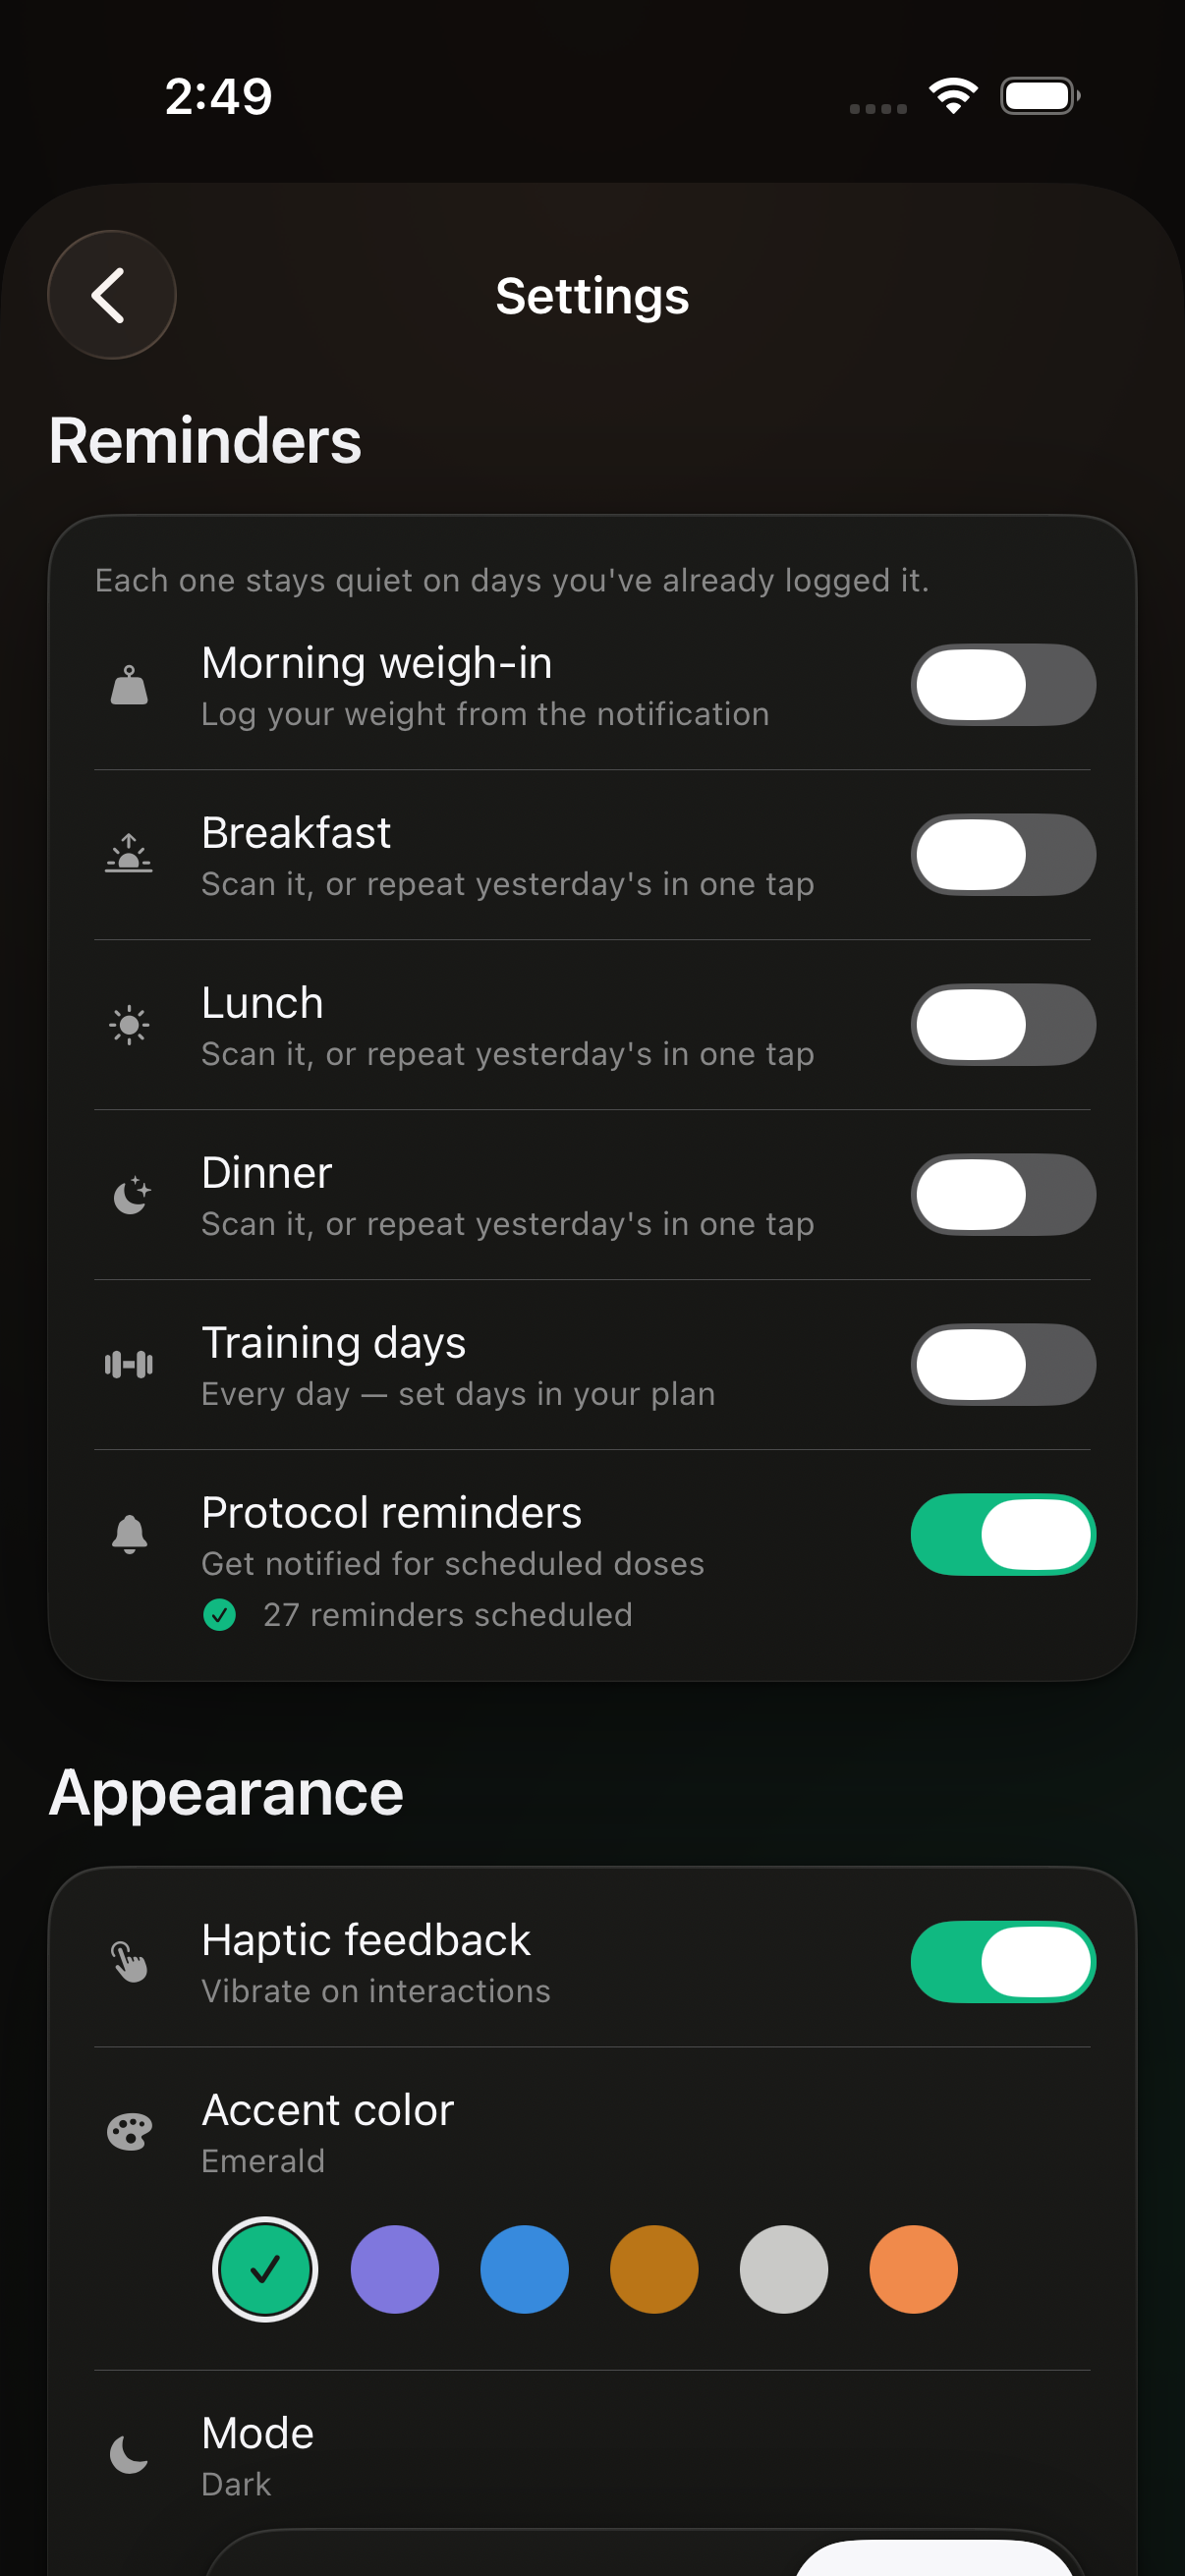 2:49
Settings
Reminders
Each one stays quiet on days you've already logged it.
Morning weigh-in
Log your weight from the notification
Breakfast
Scan it, or repeat yesterday's in one tap
Lunch
Scan it, or repeat yesterday's in one tap
Dinner
Scan it, or repeat yesterday's in one tap
Training days
Every day — set days in your plan
Protocol reminders
Get notified for scheduled doses
27 reminders scheduled
Appearance
Haptic feedback
Vibrate on interactions
Accent color
Emerald
Mode
Dark